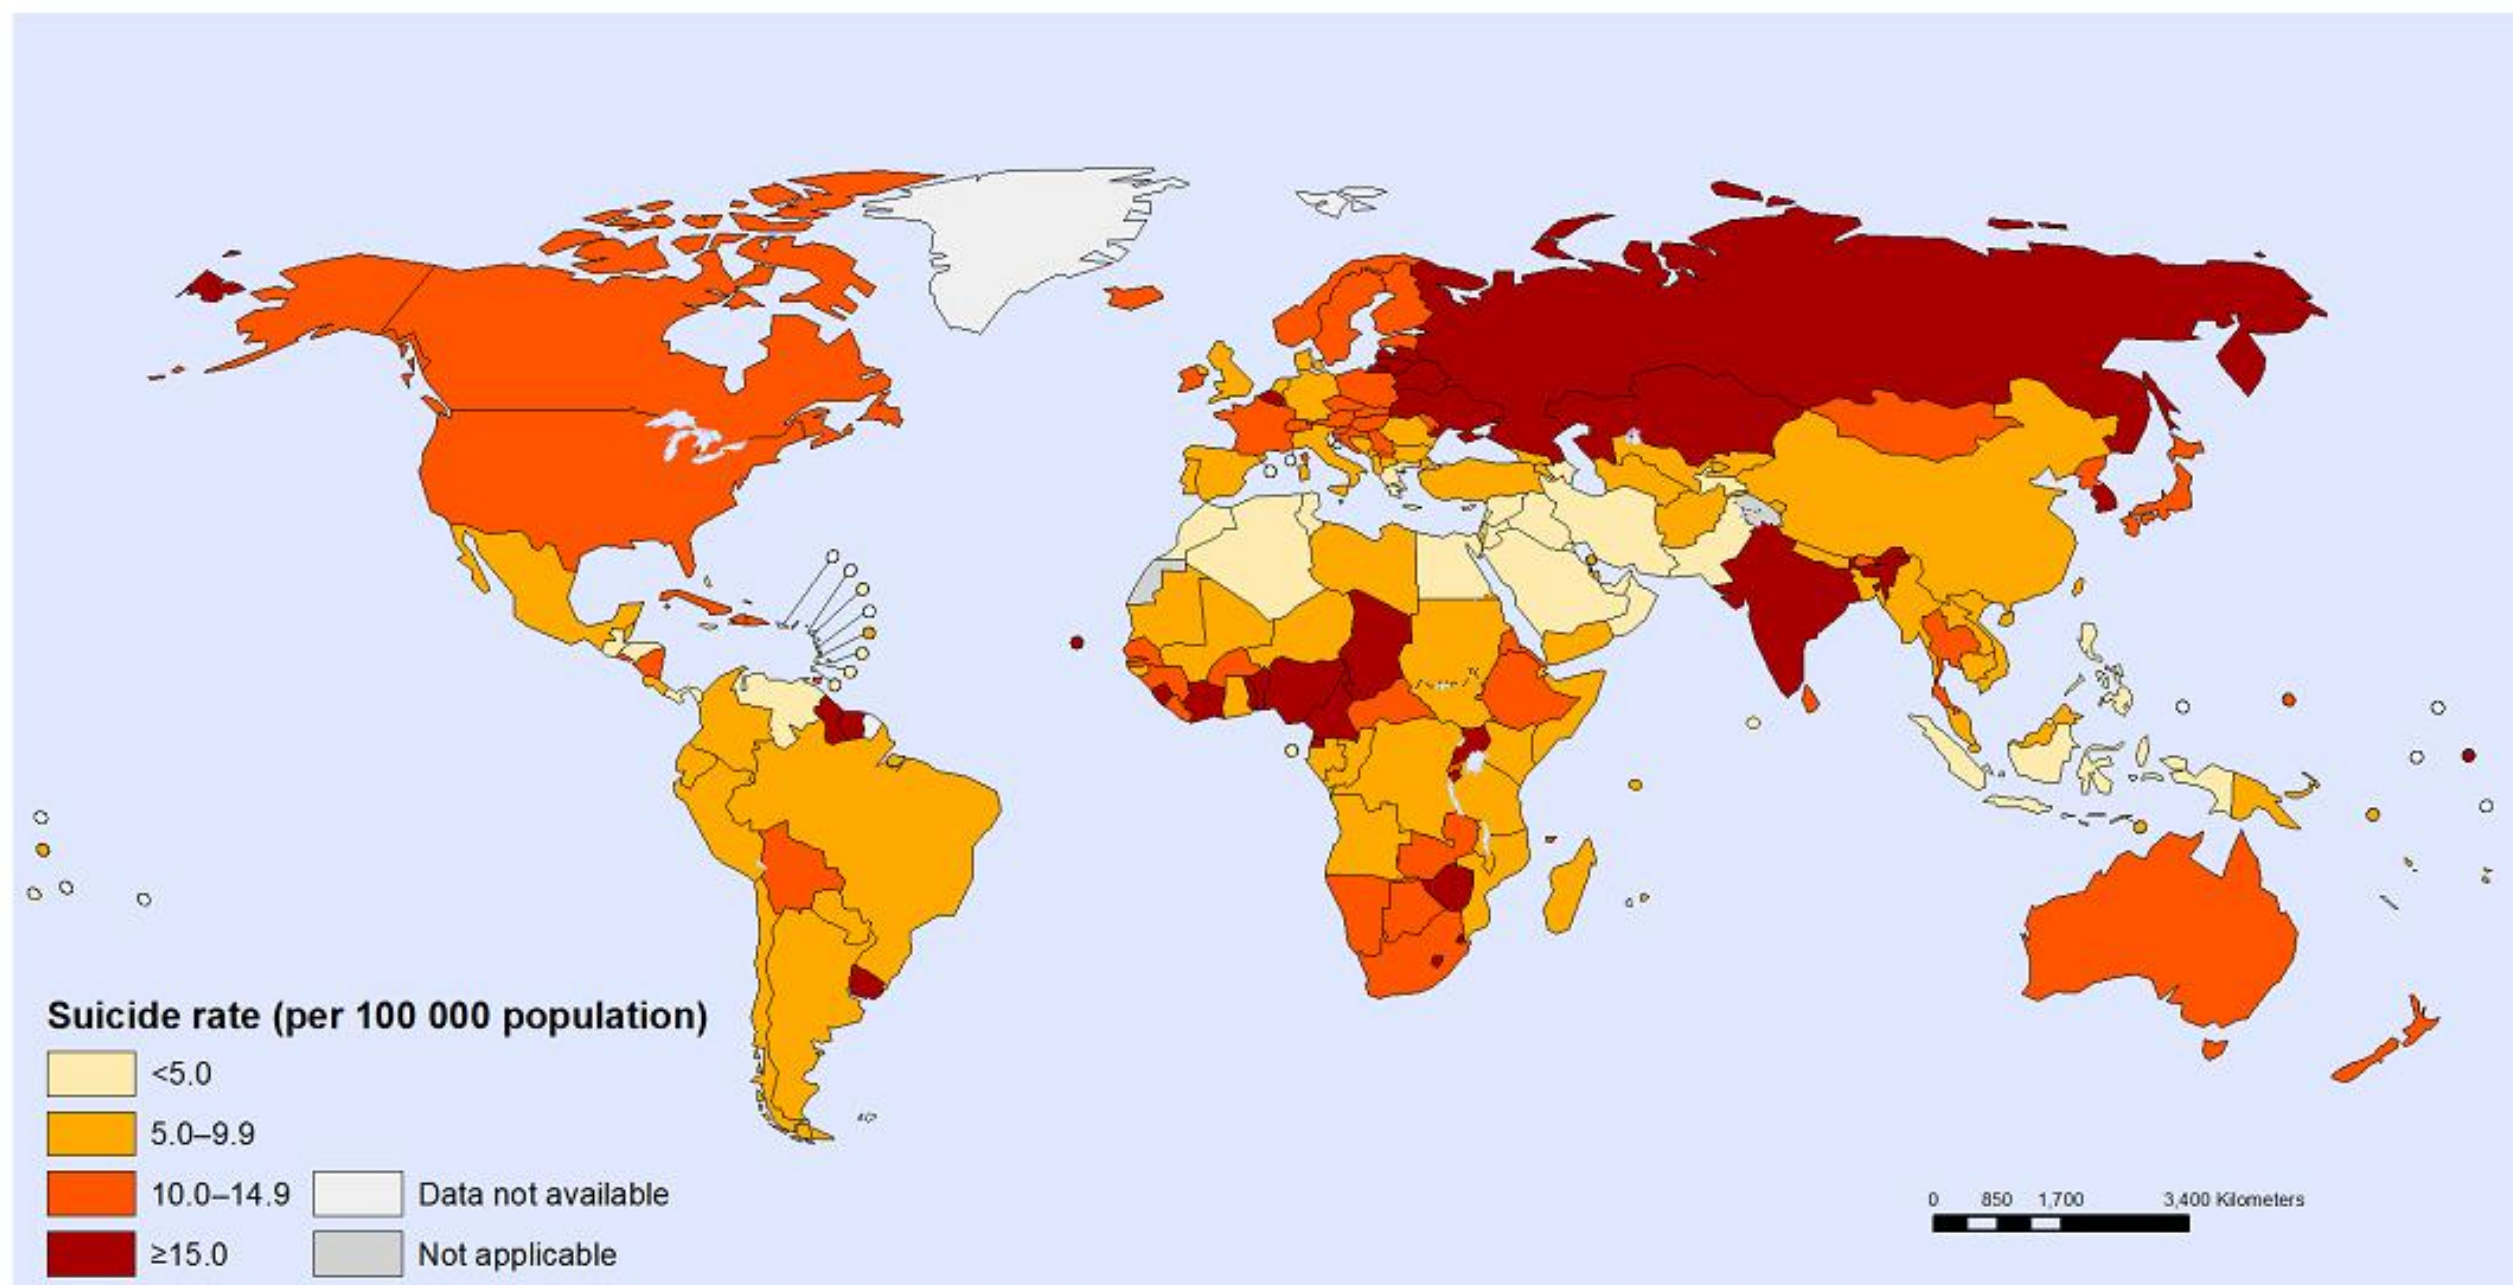 Suicide rate (per 100 000 population)
<5.0
5.0–9.9
10.0–14.9
≥15.0
Data not available
Not applicable
0 850 1,700 3,400 Kilometers